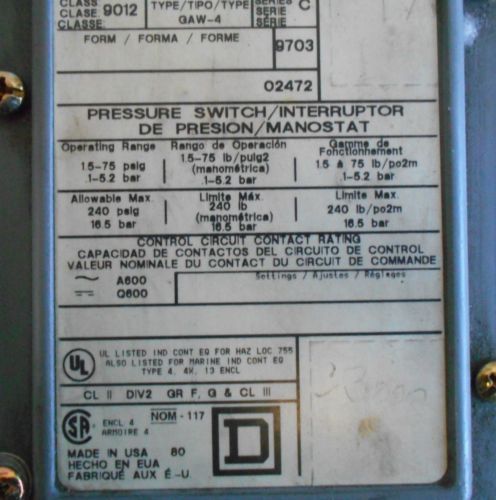 CLASS
CLASE 9012
CLASSE:
TYPE/TIPO/TYPE
GAW-4
SERIES
SERIE C
SÉRIE
FORM / FORMA / FORME
9703
02472
PRESSURE SWITCH/INTERRUPTOR
DE PRESION/MANOSTAT
Operating Range
1.5-75 psig
.1-5.2 bar
Rango de Operación
1.5-75 lb/pulg2
(manométrica)
.1-5.2 bar
Gamme de
Fonctionnement
1.5 à 75 lb/po2m
.1-5.2 bar
Allowable Max.
240 psig
16.5 bar
Limite Máx.
240 lb
(manométrica)
16.5 bar
Limite Max.
240 lb/po2m
16.5 bar
CONTROL CIRCUIT CONTACT RATING
CAPACIDAD DE CONTACTOS DEL CIRCUITO DE CONTROL
VALEUR NOMINALE DU CONTACT DU CIRCUIT DE COMMANDE
A600
Q600
Settings / Ajustes / Réglages
UL
UL LISTED IND CONT EQ FOR HAZ LOC 755
ALSO LISTED FOR MARINE IND CONT EQ
TYPE 4, 4X, 13 ENCL
CL II DIV2 GR F, G & CL III
SA
ENCL 4
ARMOIRE 4
NOM - 117
D
MADE IN USA 80
HECHO EN EUA
FABRIQUÉ AUX É-U.